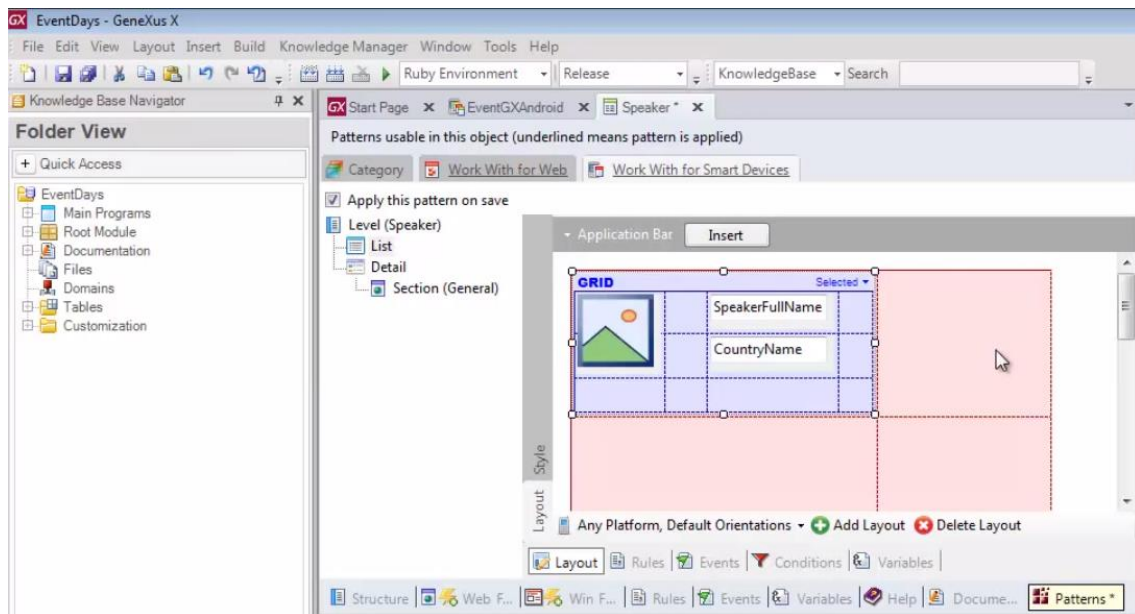 GX EventDays - GeneXus X
File Edit View Layout Insert Build Knowledge Manager Window Tools Help
Ruby Environment Release KnowledgeBase Search
Knowledge Base Navigator
GX Start Page EventGXAndroid Speaker *
Folder View
Patterns usable in this object (underlined means pattern is applied)
+ Quick Access
Category Work With for Web Work With for Smart Devices
EventDays
Main Programs
Root Module
Documentation
Files
Domains
Tables
Customization
Apply this pattern on save
Level (Speaker)
List
Detail
Section (General)
Application Bar Insert
GRID Selected
SpeakerFullName
CountryName
Style
Layout
Any Platform, Default Orientations Add Layout Delete Layout
Layout Rules Events Conditions Variables
Structure Web F... Win F... Rules Events Variables Help Docume... Patterns *